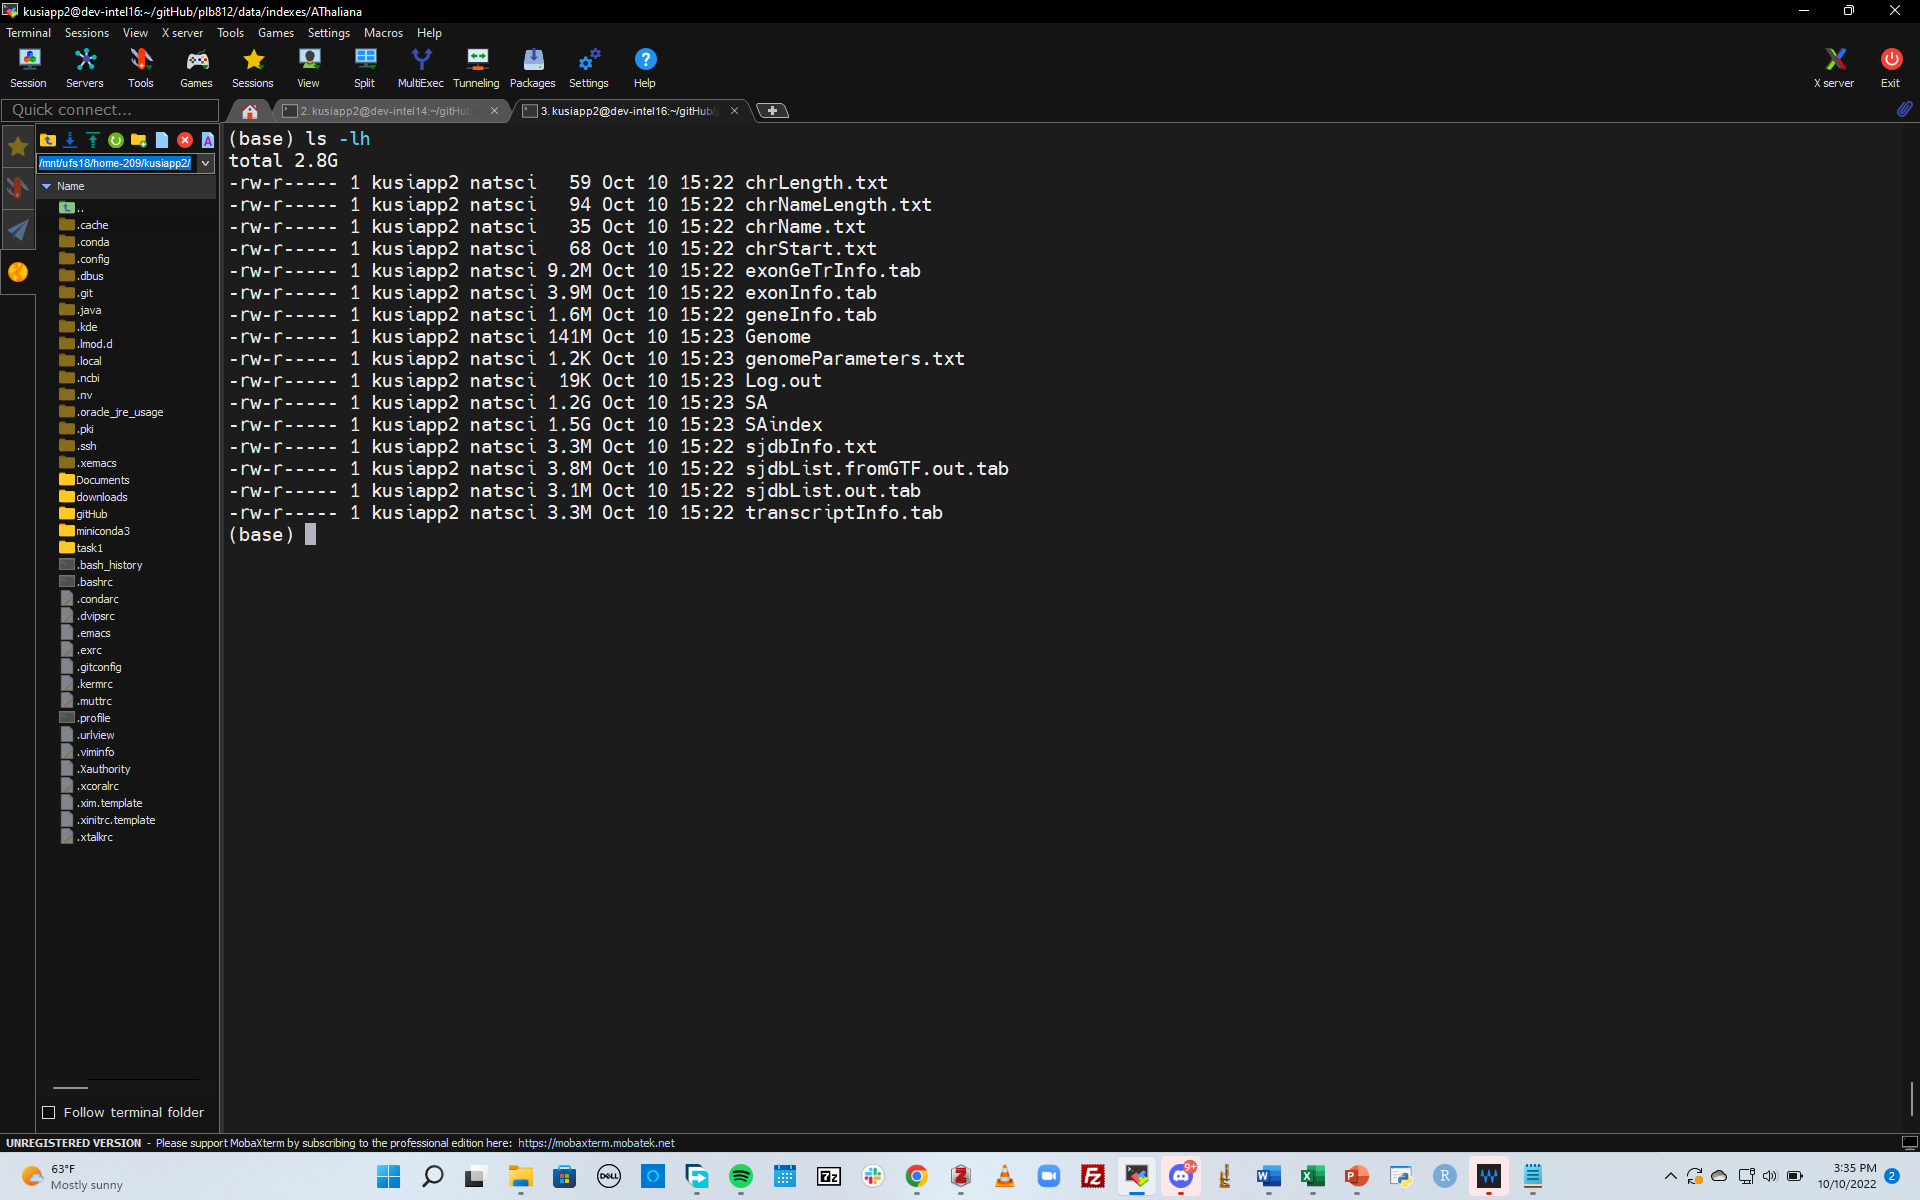 kusiapp2@dev-intel16:~/gitHub/plb812/data/indexes/AThaliana
Terminal Sessions View X server Tools Games Settings Macros Help
Session Servers Tools Games Sessions View Split MultiExec Tunneling Packages Settings Help X server Exit
Quick connect...
2. kusiapp2@dev-intel14:~/gitHub
3. kusiapp2@dev-intel16:~/gitHub/p
/mnt/ufs18/home-209/kusiapp2/
Name
..
.cache
.conda
.config
.dbus
.git
.java
.kde
.lmod.d
.local
.ncbi
.nv
.oracle_jre_usage
.pki
.ssh
.xemacs
Documents
downloads
gitHub
miniconda3
task1
.bash_history
.bashrc
.condarc
.dvipsrc
.emacs
.exrc
.gitconfig
.kermrc
.muttrc
.profile
.urlview
.viminfo
.Xauthority
.xcoralrc
.xim.template
.xinitrc.template
.xtalkrc
Follow terminal folder
(base) ls -lh
total 2.8G
-rw-r----- 1 kusiapp2 natsci   59 Oct 10 15:22 chrLength.txt
-rw-r----- 1 kusiapp2 natsci   94 Oct 10 15:22 chrNameLength.txt
-rw-r----- 1 kusiapp2 natsci   35 Oct 10 15:22 chrName.txt
-rw-r----- 1 kusiapp2 natsci   68 Oct 10 15:22 chrStart.txt
-rw-r----- 1 kusiapp2 natsci 9.2M Oct 10 15:22 exonGeTrInfo.tab
-rw-r----- 1 kusiapp2 natsci 3.9M Oct 10 15:22 exonInfo.tab
-rw-r----- 1 kusiapp2 natsci 1.6M Oct 10 15:22 geneInfo.tab
-rw-r----- 1 kusiapp2 natsci 141M Oct 10 15:23 Genome
-rw-r----- 1 kusiapp2 natsci 1.2K Oct 10 15:23 genomeParameters.txt
-rw-r----- 1 kusiapp2 natsci  19K Oct 10 15:23 Log.out
-rw-r----- 1 kusiapp2 natsci 1.2G Oct 10 15:23 SA
-rw-r----- 1 kusiapp2 natsci 1.5G Oct 10 15:23 SAindex
-rw-r----- 1 kusiapp2 natsci 3.3M Oct 10 15:22 sjdbInfo.txt
-rw-r----- 1 kusiapp2 natsci 3.8M Oct 10 15:22 sjdbList.fromGTF.out.tab
-rw-r----- 1 kusiapp2 natsci 3.1M Oct 10 15:22 sjdbList.out.tab
-rw-r----- 1 kusiapp2 natsci 3.3M Oct 10 15:22 transcriptInfo.tab
(base)
UNREGISTERED VERSION - Please support MobaXterm by subscribing to the professional edition here: https://mobaxterm.mobatek.net
63°F
Mostly sunny
DELL
7z
9+
3:35 PM
10/10/2022
2